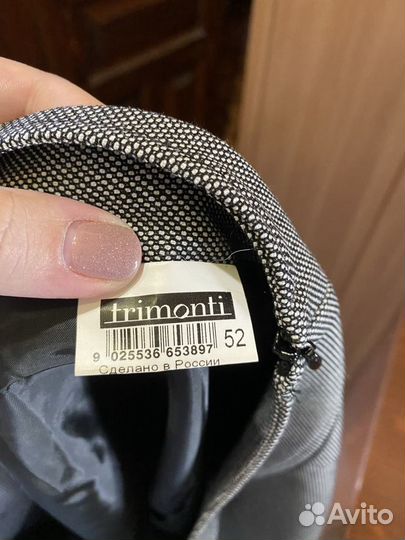 trimonti
52
9 025536 653897
Сделано в России
Avito